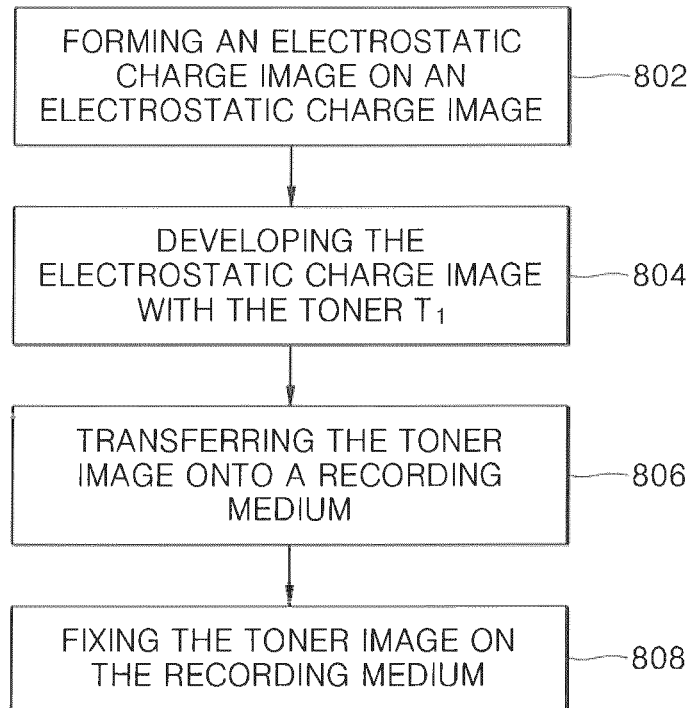 FORMING AN ELECTROSTATIC
CHARGE IMAGE ON AN
ELECTROSTATIC CHARGE IMAGE
802
DEVELOPING THE
ELECTROSTATIC CHARGE IMAGE
WITH THE TONER T₁
804
TRANSFERRING THE TONER
IMAGE ONTO A RECORDING
MEDIUM
806
FIXING THE TONER IMAGE ON
THE RECORDING MEDIUM
808